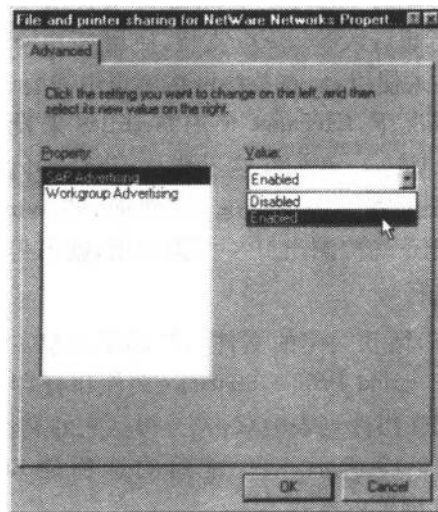 File and printer sharing for NetWare Networks Propert...
Advanced
Click the setting you want to change on the left, and then
select its new value on the right.
Property:
SAP Advertising
Workgroup Advertising
Value:
Enabled
Disabled
Enabled
OK
Cancel